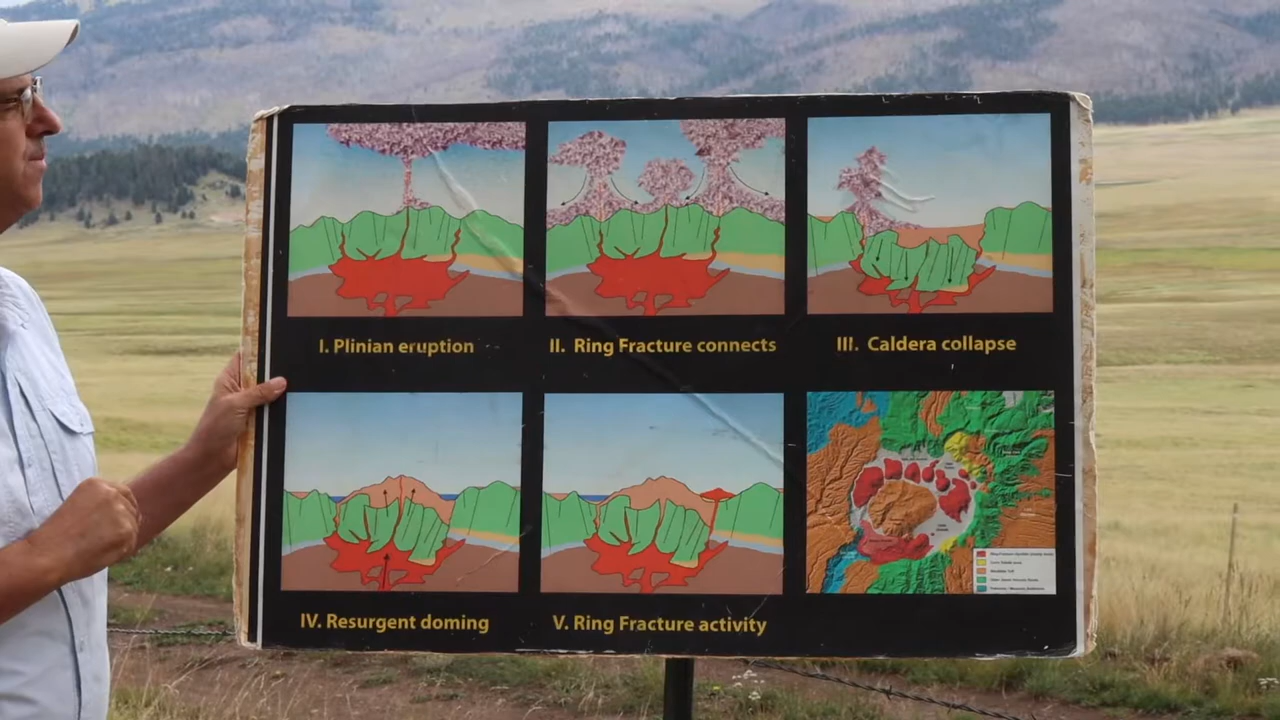 I. Plinian eruption
II. Ring Fracture connects
III. Caldera collapse
IV. Resurgent doming
V. Ring Fracture activity